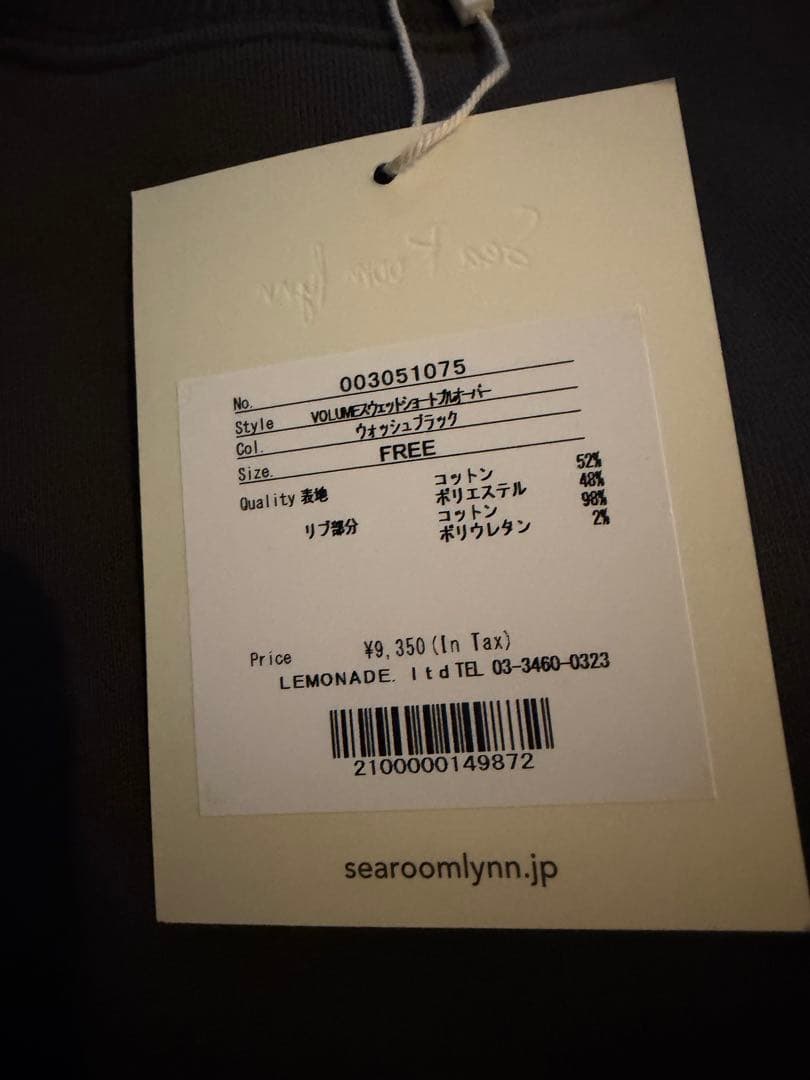 Sea Room lynn
No. 003051075
Style VOLUMEスウェットショートプルオーバー
Col. ウォッシュブラック
Size. FREE
Quality 表地 コットン 52%
ポリエステル 48%
リブ部分 コットン 98%
ポリウレタン 2%
Price ¥9,350(In Tax)
LEMONADE. ltd TEL 03-3460-0323
2100000149872
searoomlynn.jp